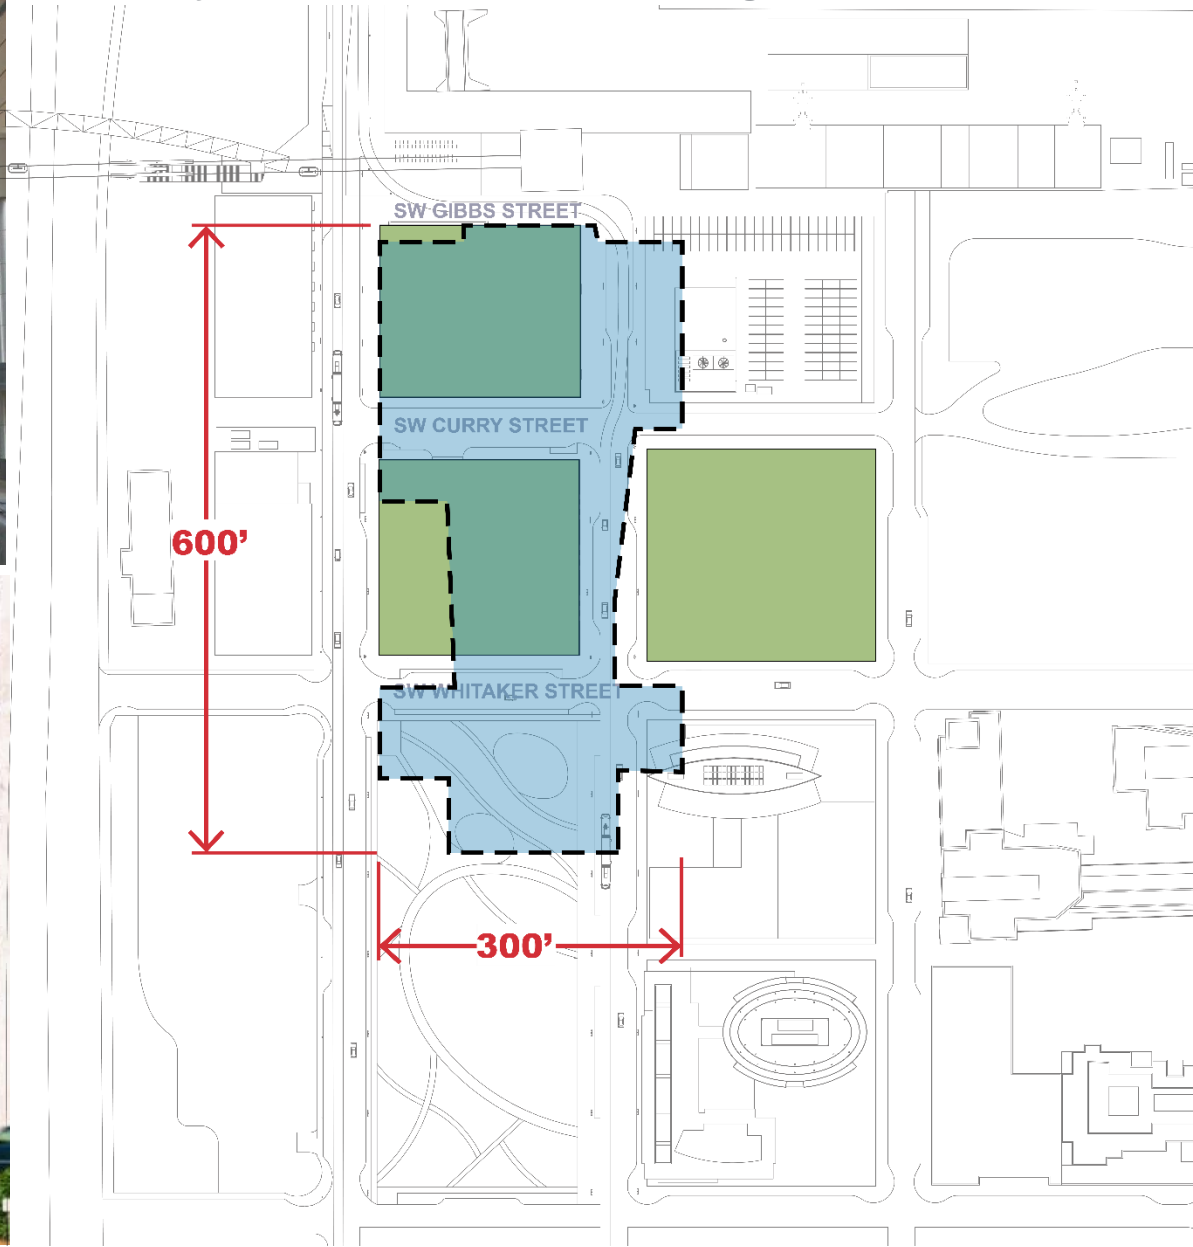 SW GIBBS STREET
SW CURRY STREET
600’
SW WHITAKER STREET
300’